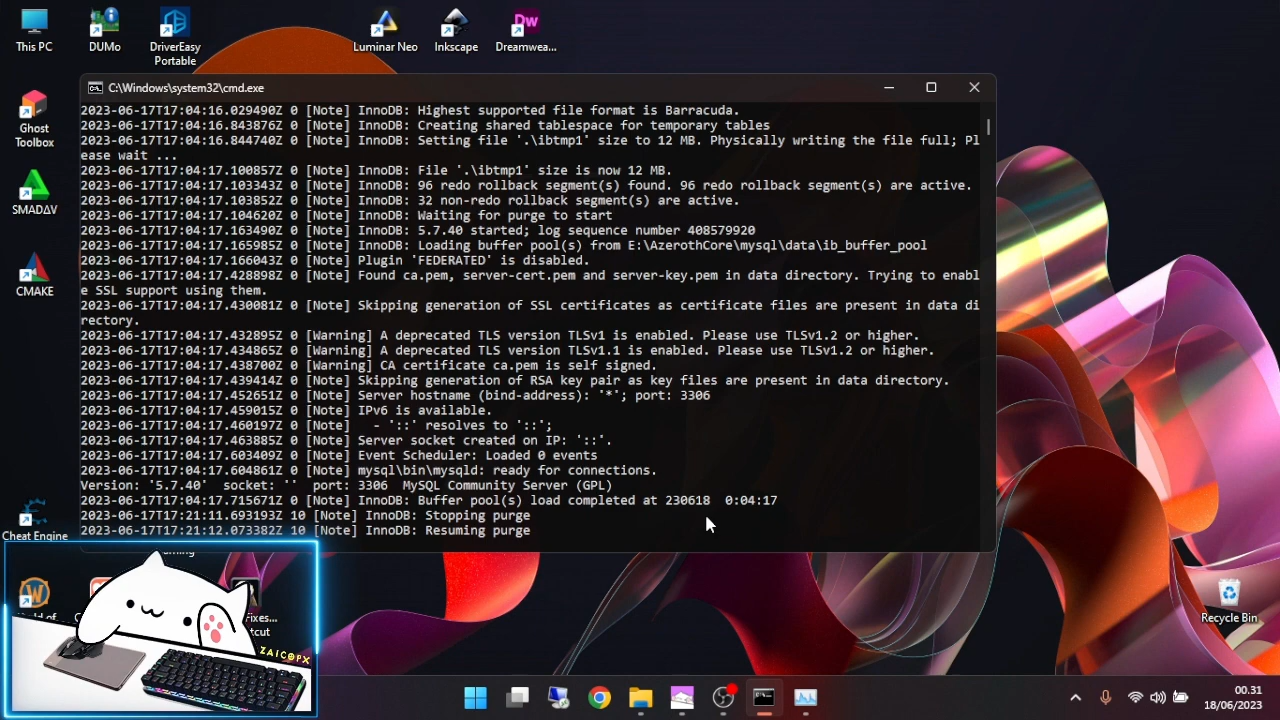 This PC
DUMo
DriverEasy
Portable
Luminar Neo
Inkscape
Dw
Dreamwea...
Ghost
Toolbox
SMADΔV
CMAKE
Cheat Engine
C:\Windows\system32\cmd.exe
2023-06-17T17:04:16.029490Z 0 [Note] InnoDB: Highest supported file format is Barracuda.
2023-06-17T17:04:16.843876Z 0 [Note] InnoDB: Creating shared tablespace for temporary tables
2023-06-17T17:04:16.844740Z 0 [Note] InnoDB: Setting file '.\ibtmp1' size to 12 MB. Physically writing the file full; Pl
ease wait ...
2023-06-17T17:04:17.100857Z 0 [Note] InnoDB: File '.\ibtmp1' size is now 12 MB.
2023-06-17T17:04:17.103343Z 0 [Note] InnoDB: 96 redo rollback segment(s) found. 96 redo rollback segment(s) are active.
2023-06-17T17:04:17.103852Z 0 [Note] InnoDB: 32 non-redo rollback segment(s) are active.
2023-06-17T17:04:17.104620Z 0 [Note] InnoDB: Waiting for purge to start
2023-06-17T17:04:17.163490Z 0 [Note] InnoDB: 5.7.40 started; log sequence number 408579920
2023-06-17T17:04:17.165985Z 0 [Note] InnoDB: Loading buffer pool(s) from E:\AzerothCore\mysql\data\ib_buffer_pool
2023-06-17T17:04:17.166043Z 0 [Note] Plugin 'FEDERATED' is disabled.
2023-06-17T17:04:17.428898Z 0 [Note] Found ca.pem, server-cert.pem and server-key.pem in data directory. Trying to enabl
e SSL support using them.
2023-06-17T17:04:17.430081Z 0 [Note] Skipping generation of SSL certificates as certificate files are present in data di
rectory.
2023-06-17T17:04:17.432895Z 0 [Warning] A deprecated TLS version TLSv1 is enabled. Please use TLSv1.2 or higher.
2023-06-17T17:04:17.434865Z 0 [Warning] A deprecated TLS version TLSv1.1 is enabled. Please use TLSv1.2 or higher.
2023-06-17T17:04:17.438700Z 0 [Warning] CA certificate ca.pem is self signed.
2023-06-17T17:04:17.439414Z 0 [Note] Skipping generation of RSA key pair as key files are present in data directory.
2023-06-17T17:04:17.452651Z 0 [Note] Server hostname (bind-address): '*'; port: 3306
2023-06-17T17:04:17.459015Z 0 [Note] IPv6 is available.
2023-06-17T17:04:17.460197Z 0 [Note]   - '::' resolves to '::';
2023-06-17T17:04:17.463885Z 0 [Note] Server socket created on IP: '::'.
2023-06-17T17:04:17.603409Z 0 [Note] Event Scheduler: Loaded 0 events
2023-06-17T17:04:17.604861Z 0 [Note] mysql\bin\mysqld: ready for connections.
Version: '5.7.40'  socket: ''  port: 3306  MySQL Community Server (GPL)
2023-06-17T17:04:17.715671Z 0 [Note] InnoDB: Buffer pool(s) load completed at 230618  0:04:17
2023-06-17T17:21:11.693193Z 10 [Note] InnoDB: Stopping purge
2023-06-17T17:21:12.073382Z 10 [Note] InnoDB: Resuming purge
ZAIC@PX
Recycle Bin
00.31
18/06/2023